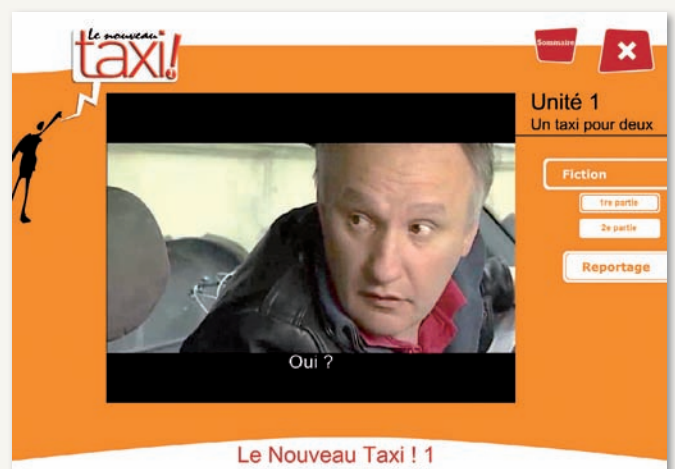 Le nouveau
taxi!
Sommaire
Unité 1
Un taxi pour deux
Fiction
1re partie
2e partie
Reportage
Oui ?
Le Nouveau Taxi ! 1